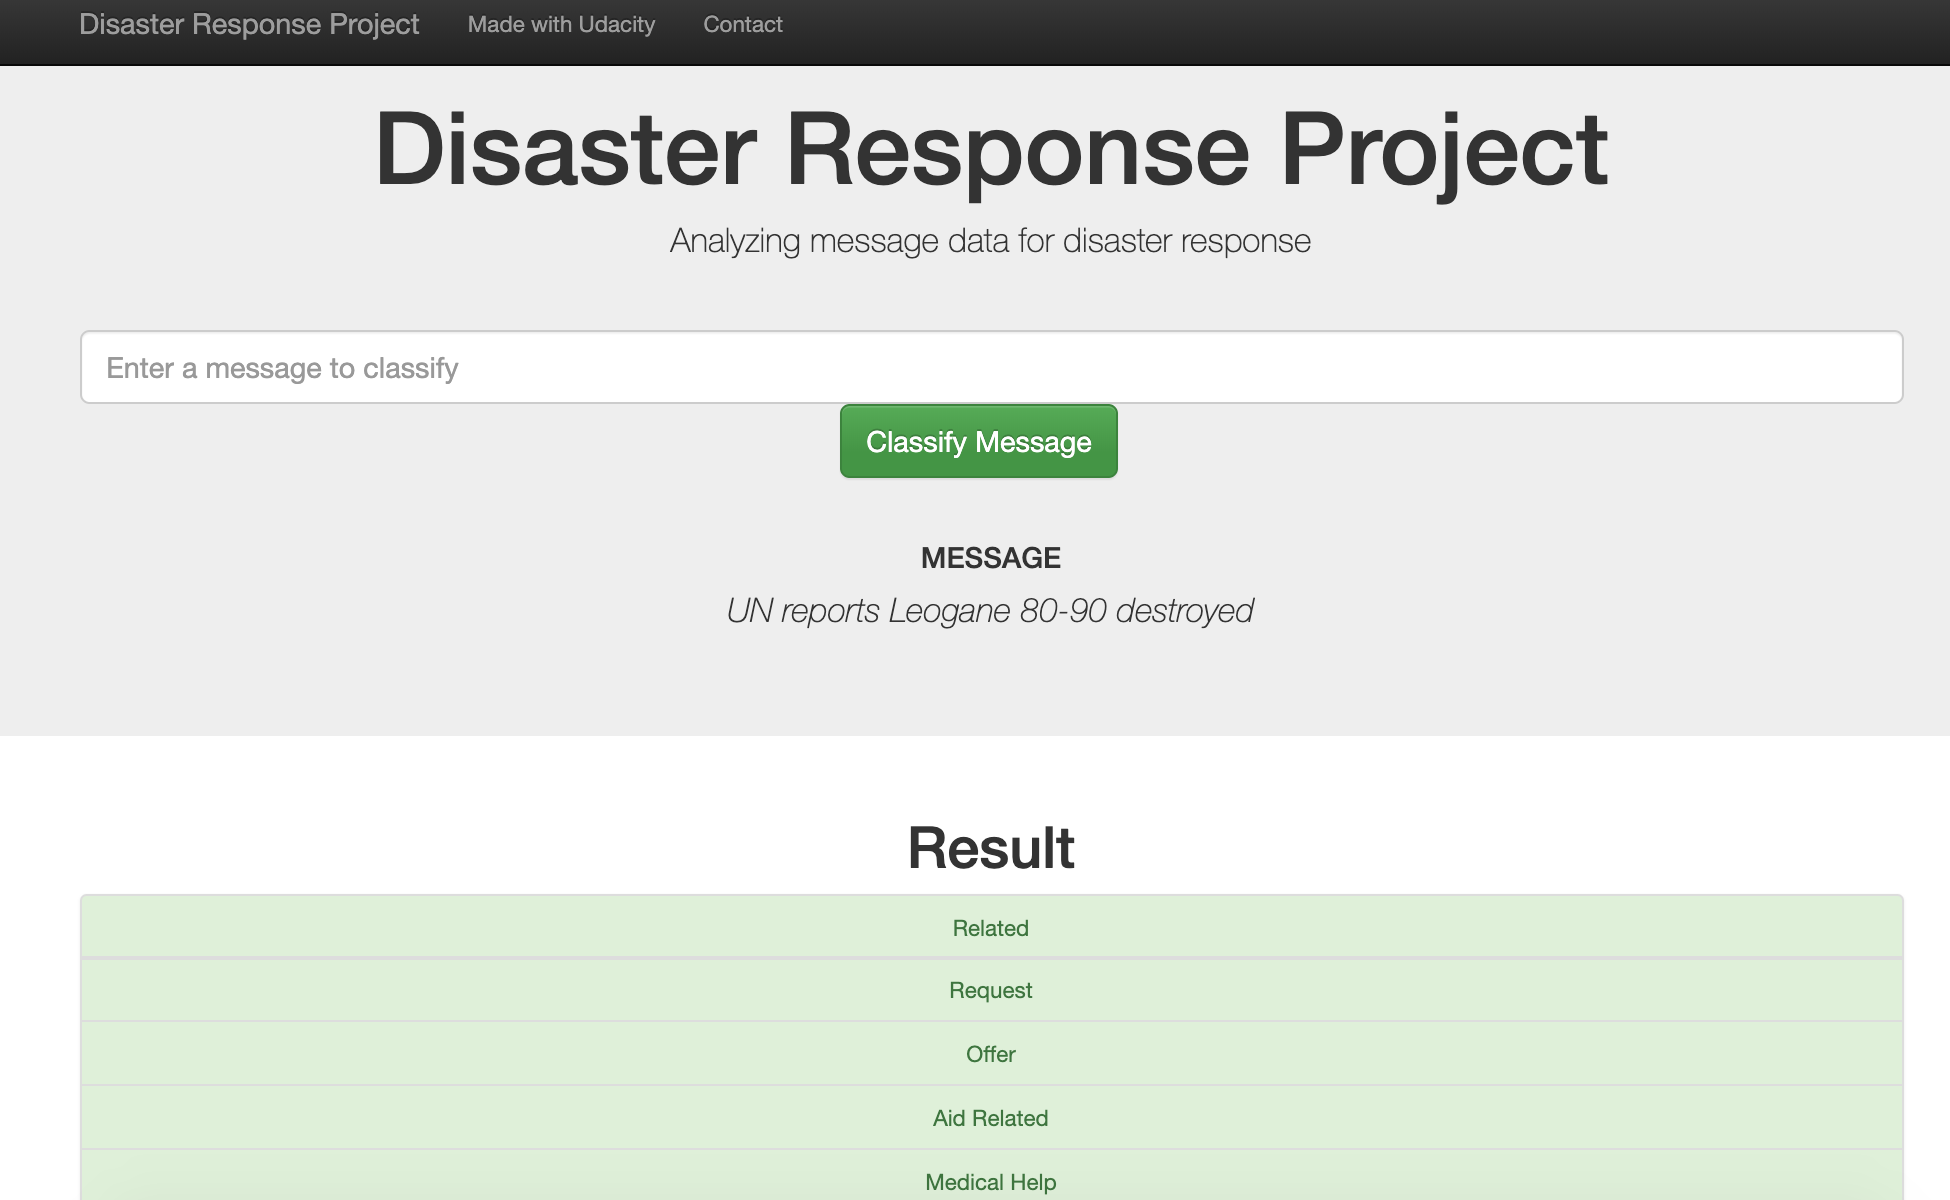 Disaster Response Project Made with Udacity Contact
Disaster Response Project
Analyzing message data for disaster response
Enter a message to classify
Classify Message
MESSAGE
UN reports Leogane 80-90 destroyed
Result
Related
Request
Offer
Aid Related
Medical Help